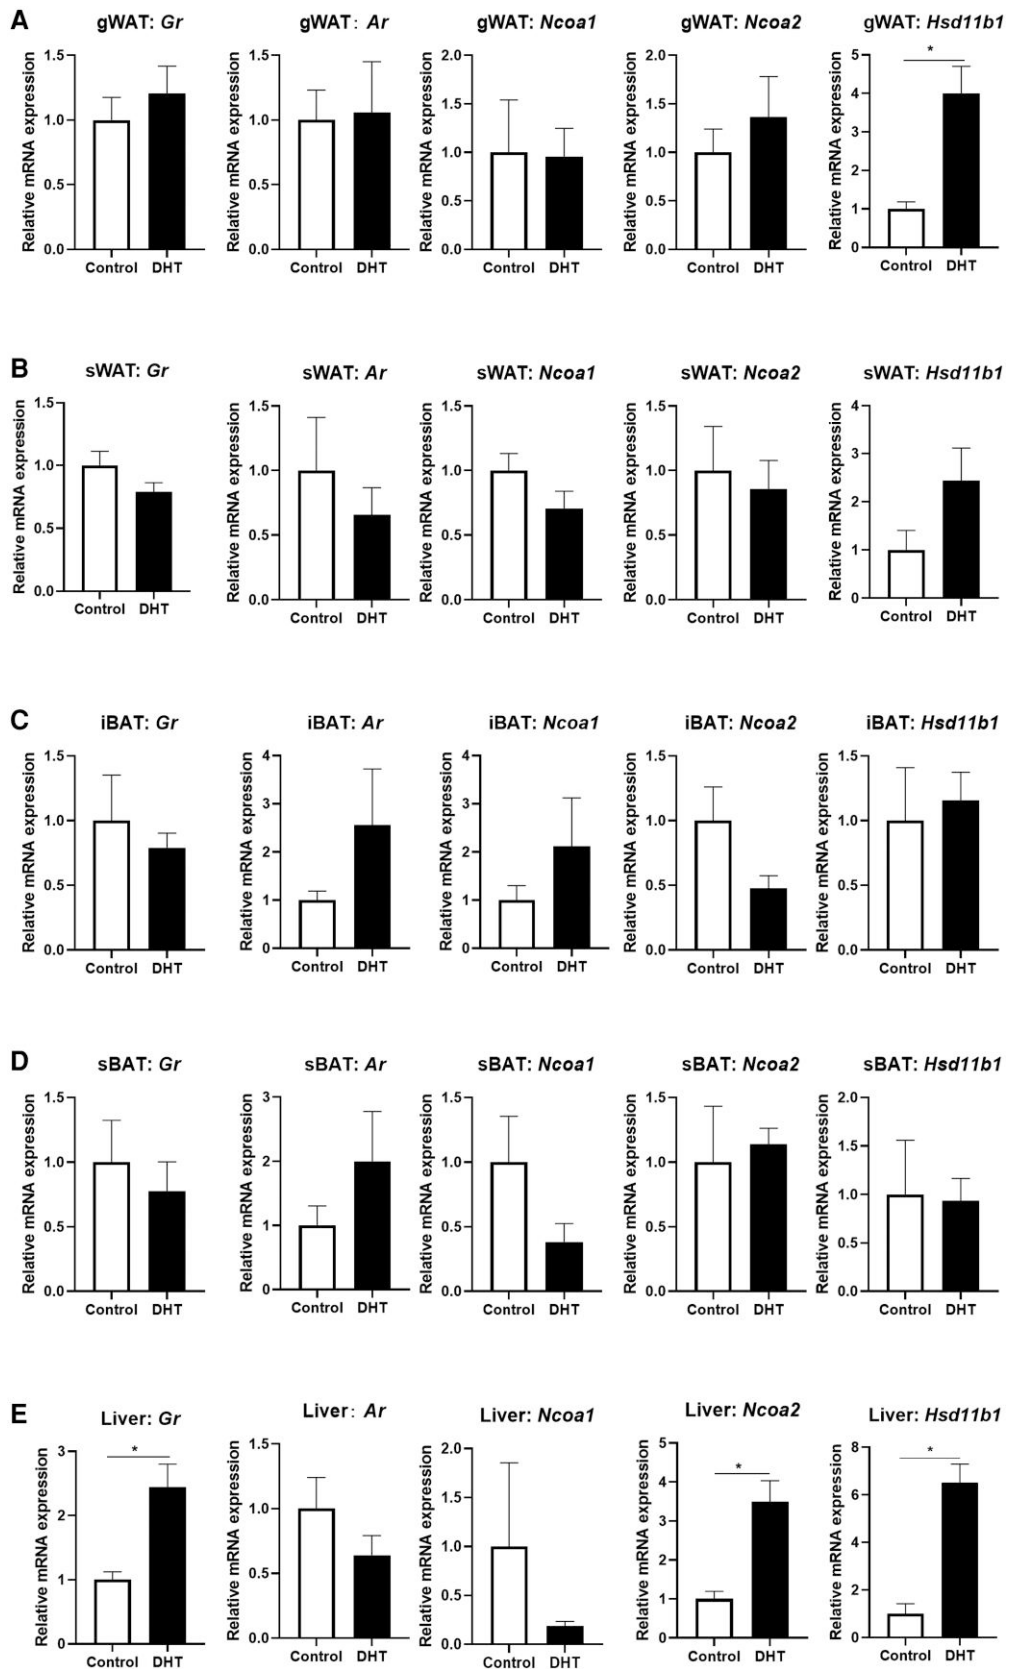 A
gWAT: Gr
gWAT: Ar
gWAT: Ncoa1
gWAT: Ncoa2
gWAT: Hsd11b1
Relative mRNA expression
1.5
1.0
0.5
0.0
Control DHT
Relative mRNA expression
1.5
1.0
0.5
0.0
Control DHT
Relative mRNA expression
2.0
1.5
1.0
0.5
0.0
Control DHT
Relative mRNA expression
2.0
1.5
1.0
0.5
0.0
Control DHT
Relative mRNA expression
5
4
3
2
1
0
*
Control DHT
B
sWAT: Gr
sWAT: Ar
sWAT: Ncoa1
sWAT: Ncoa2
sWAT: Hsd11b1
Relative mRNA expression
1.5
1.0
0.5
0.0
Control DHT
Relative mRNA expression
1.5
1.0
0.5
0.0
Control DHT
Relative mRNA expression
1.5
1.0
0.5
0.0
Control DHT
Relative mRNA expression
1.5
1.0
0.5
0.0
Control DHT
Relative mRNA expression
4
3
2
1
0
Control DHT
C
iBAT: Gr
iBAT: Ar
iBAT: Ncoa1
iBAT: Ncoa2
iBAT: Hsd11b1
Relative mRNA expression
1.5
1.0
0.5
0.0
Control DHT
Relative mRNA expression
4
3
2
1
0
Control DHT
Relative mRNA expression
4
3
2
1
0
Control DHT
Relative mRNA expression
1.5
1.0
0.5
0.0
Control DHT
Relative mRNA expression
1.5
1.0
0.5
0.0
Control DHT
D
sBAT: Gr
sBAT: Ar
sBAT: Ncoa1
sBAT: Ncoa2
sBAT: Hsd11b1
Relative mRNA expression
1.5
1.0
0.5
0.0
Control DHT
Relative mRNA expression
3
2
1
0
Control DHT
Relative mRNA expression
1.5
1.0
0.5
0.0
Control DHT
Relative mRNA expression
1.5
1.0
0.5
0.0
Control DHT
Relative mRNA expression
2.0
1.5
1.0
0.5
0.0
Control DHT
E
Liver: Gr
Liver: Ar
Liver: Ncoa1
Liver: Ncoa2
Liver: Hsd11b1
Relative mRNA expression
3
2
1
0
*
Control DHT
Relative mRNA expression
1.5
1.0
0.5
0.0
Control DHT
Relative mRNA expression
2.0
1.5
1.0
0.5
0.0
Control DHT
Relative mRNA expression
5
4
3
2
1
0
*
Control DHT
Relative mRNA expression
8
6
4
2
0
*
Control DHT